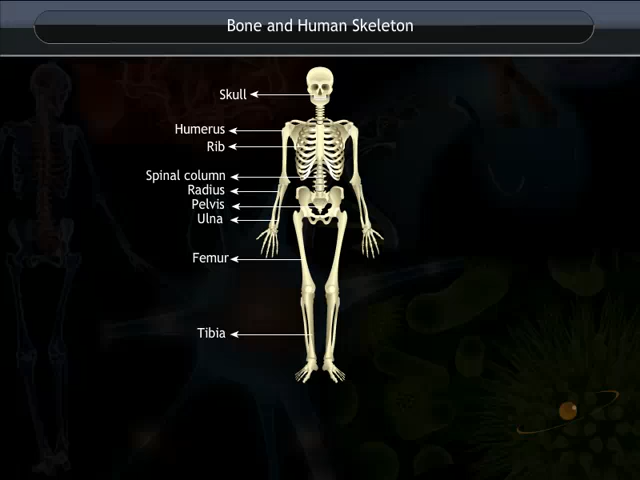 Bone and Human Skeleton
Skull
Humerus
Rib
Spinal column
Radius
Pelvis
Ulna
Femur
Tibia